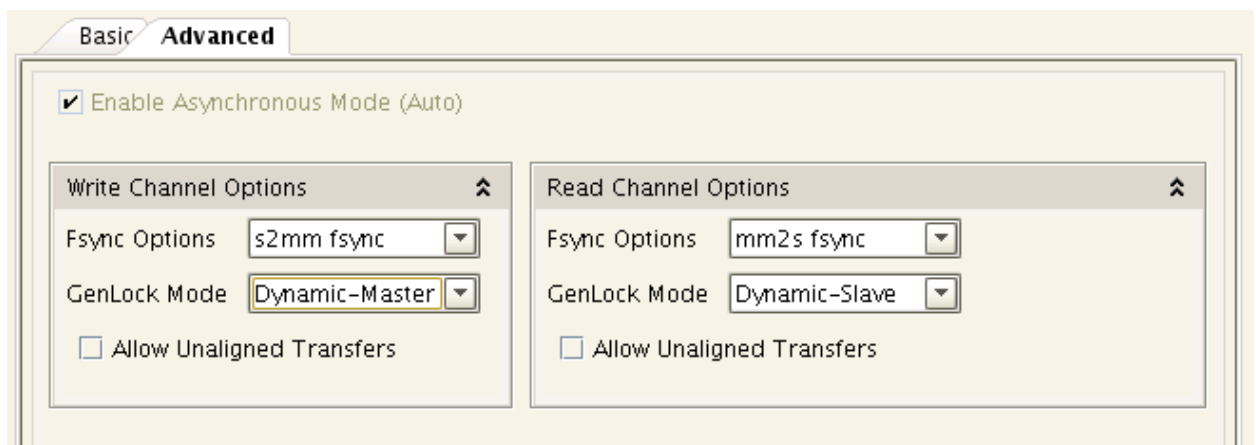 Basic Advanced
Enable Asynchronous Mode (Auto)
Write Channel Options
Fsync Options s2mm fsync
GenLock Mode Dynamic-Master
Allow Unaligned Transfers
Read Channel Options
Fsync Options mm2s fsync
GenLock Mode Dynamic-Slave
Allow Unaligned Transfers